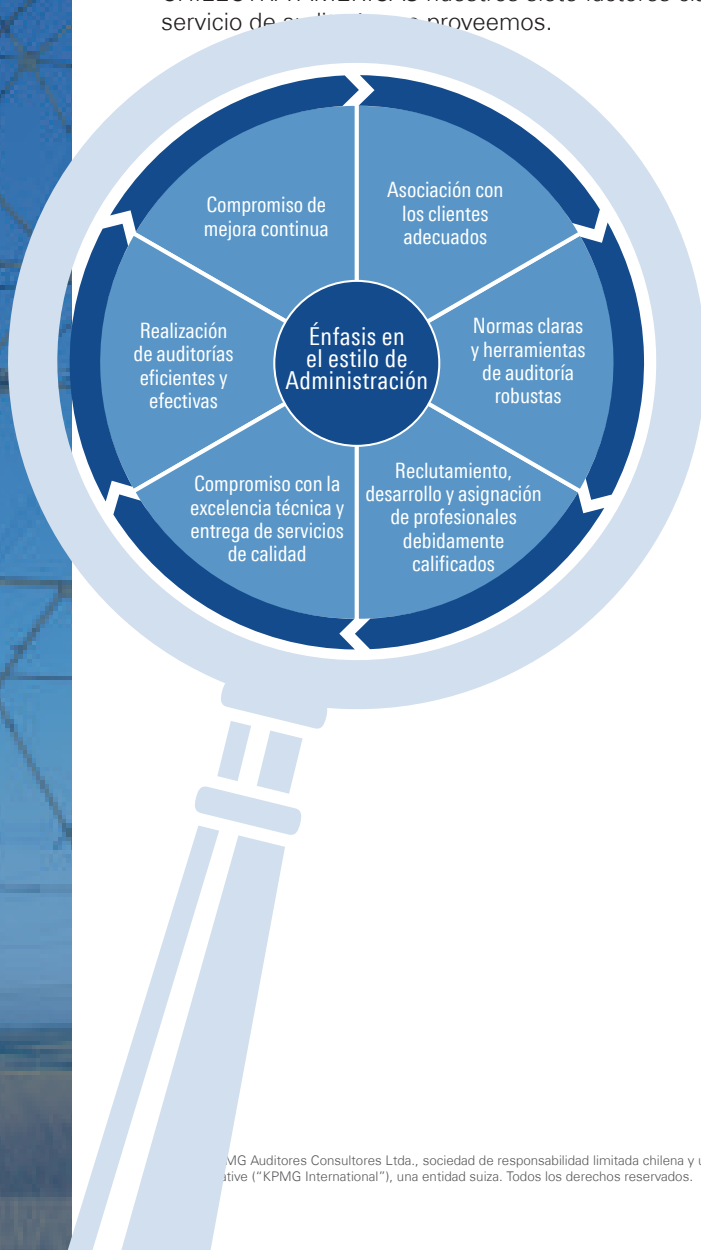 nuestros siete factores
servicio de proveemos.
Compromiso de
mejora continua
Asociación con
los clientes
adecuados
Normas claras
y herramientas
de auditoría
robustas
Reclutamiento,
desarrollo y asignación
de profesionales
debidamente
calificados
Compromiso con la
excelencia técnica y
entrega de servicios
de calidad
Realización
de auditorías
eficientes y
efectivas
Énfasis en
el estilo de
Administración
MG Auditores Consultores Ltda., sociedad de responsabilidad limitada chilena y
ative (“KPMG International”), una entidad suiza. Todos los derechos reservados.